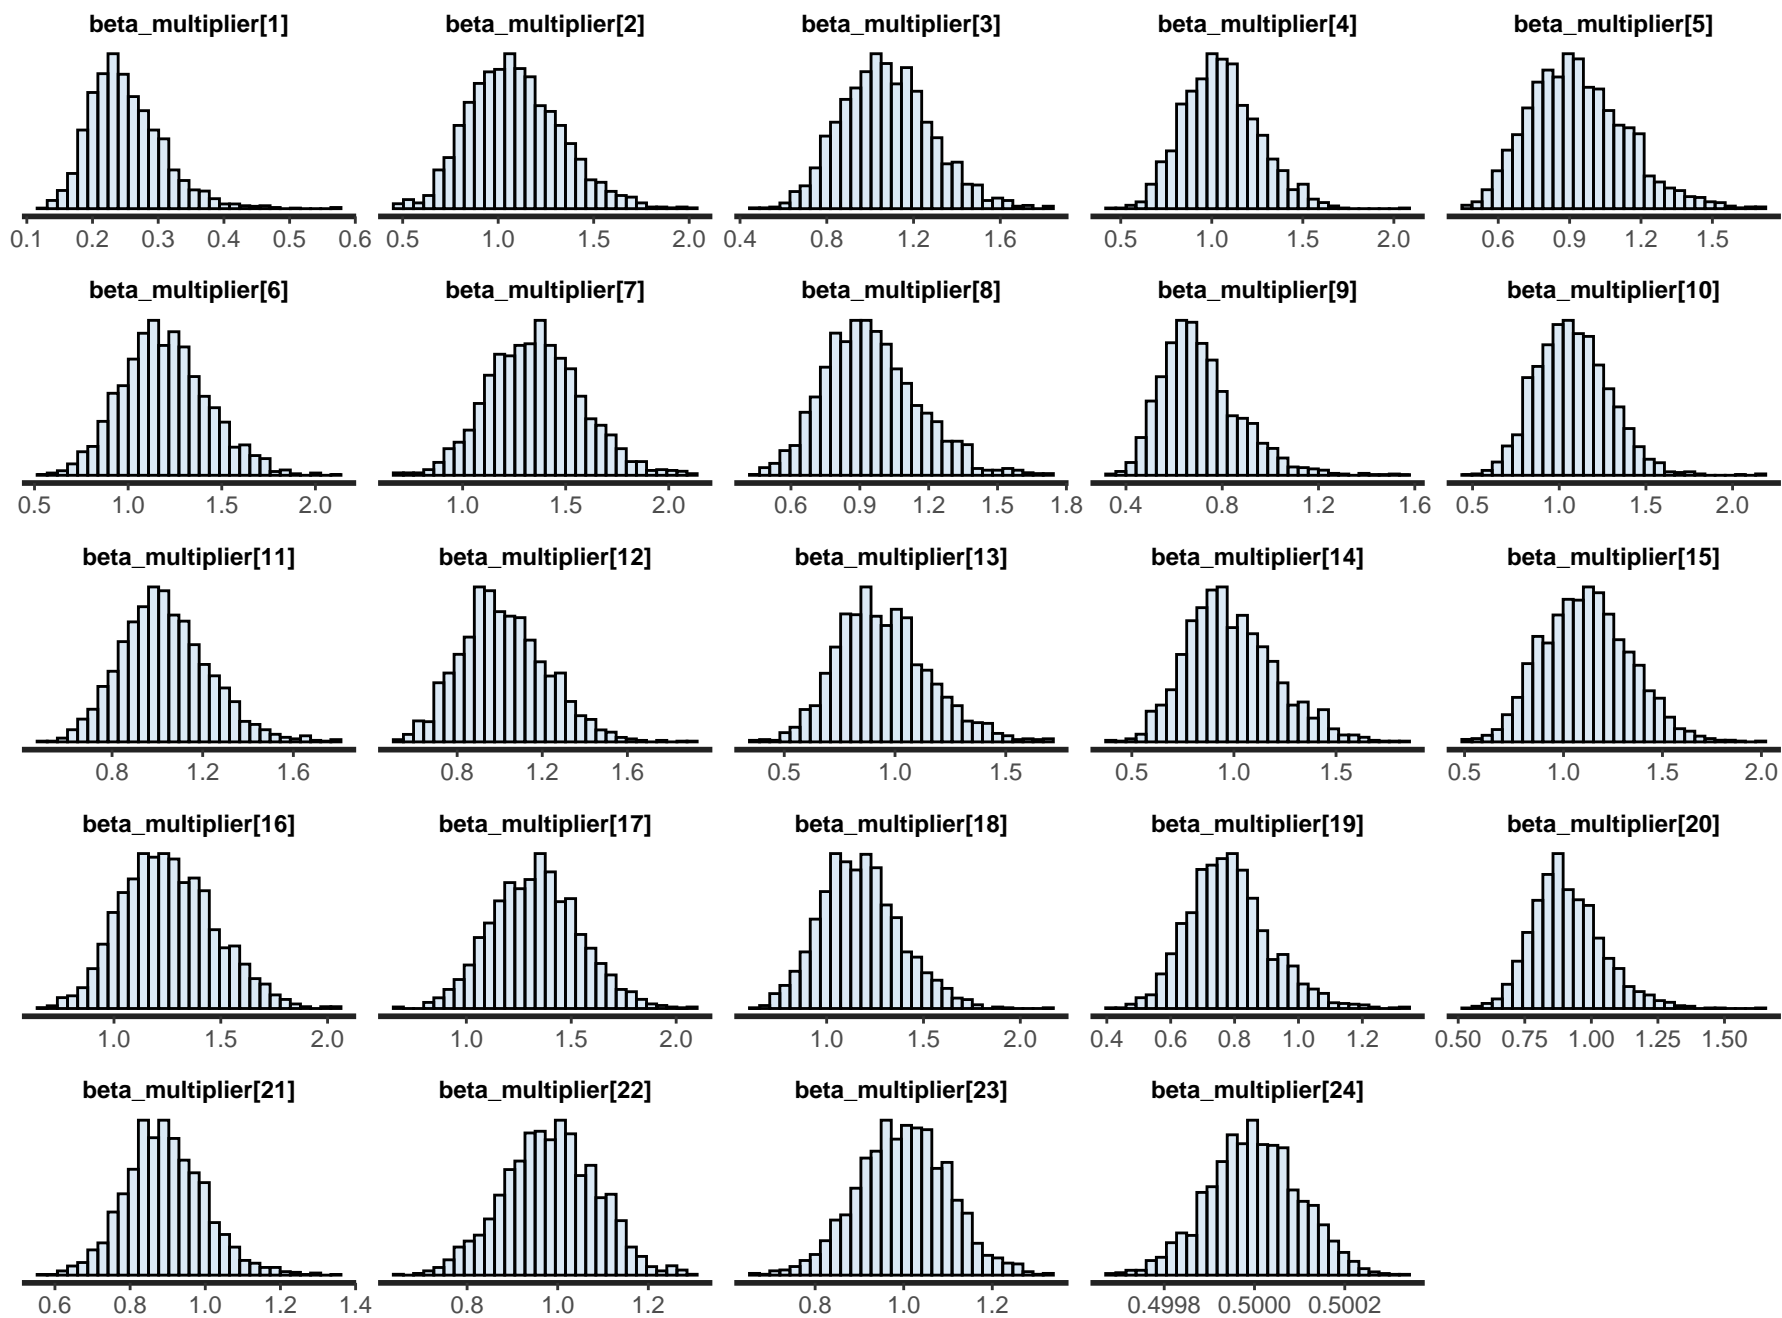 beta_multiplier[1] beta_multiplier[2] beta_multiplier[3] beta_multiplier[4] beta_multiplier[5]
0.1 0.2 0.3 0.4 0.5 0.6 0.5 1.0 1.5 2.0 0.4 0.8 1.2 1.6 0.5 1.0 1.5 2.0 0.6 0.9 1.2 1.5
beta_multiplier[6] beta_multiplier[7] beta_multiplier[8] beta_multiplier[9] beta_multiplier[10]
0.5 1.0 1.5 2.0 1.0 1.5 2.0 0.6 0.9 1.2 1.5 1.8 0.4 0.8 1.2 1.6 0.5 1.0 1.5 2.0
beta_multiplier[11] beta_multiplier[12] beta_multiplier[13] beta_multiplier[14] beta_multiplier[15]
0.8 1.2 1.6 0.8 1.2 1.6 0.5 1.0 1.5 0.5 1.0 1.5 0.5 1.0 1.5 2.0
beta_multiplier[16] beta_multiplier[17] beta_multiplier[18] beta_multiplier[19] beta_multiplier[20]
1.0 1.5 2.0 1.0 1.5 2.0 1.0 1.5 2.0 0.4 0.6 0.8 1.0 1.2 0.50 0.75 1.00 1.25 1.50
beta_multiplier[21] beta_multiplier[22] beta_multiplier[23] beta_multiplier[24]
0.6 0.8 1.0 1.2 1.4 0.8 1.0 1.2 0.8 1.0 1.2 0.4998 0.5000 0.5002